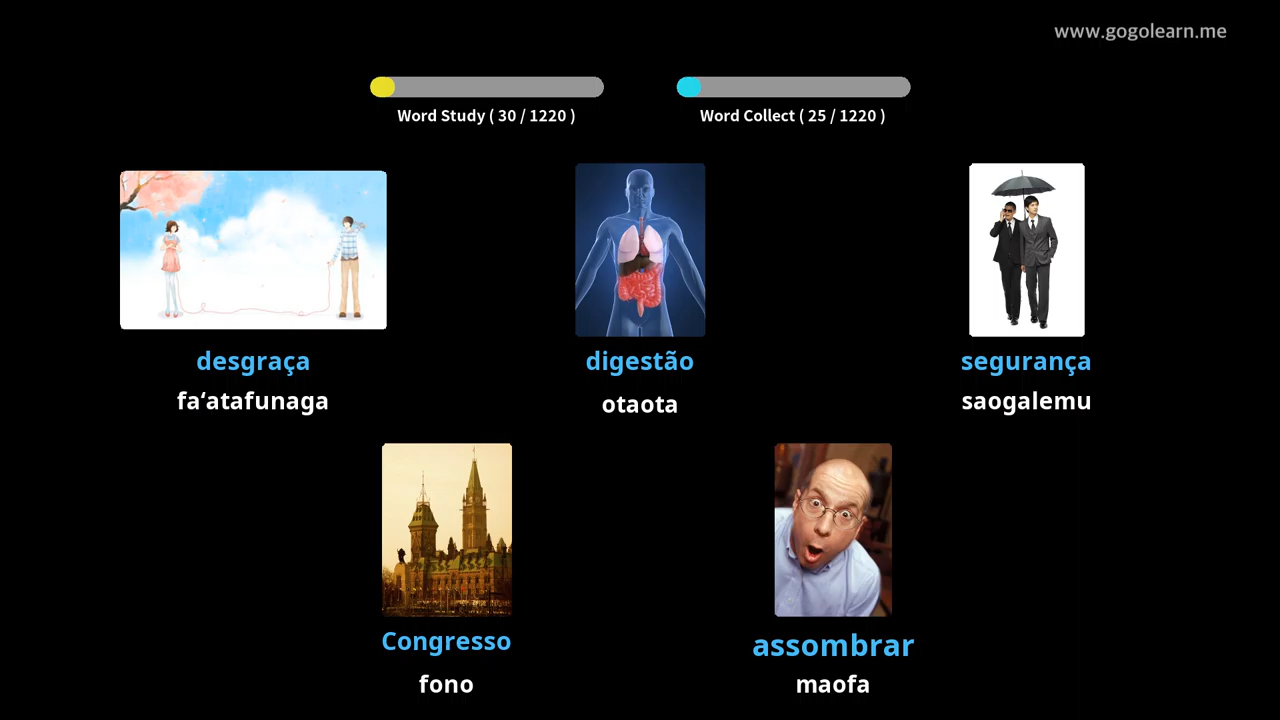 www.gogolearn.me
Word Study ( 30 / 1220 )
Word Collect ( 25 / 1220 )
desgraça
digestão
segurança
fa‘atafunaga
otaota
saogalemu
Congresso
assombrar
fono
maofa